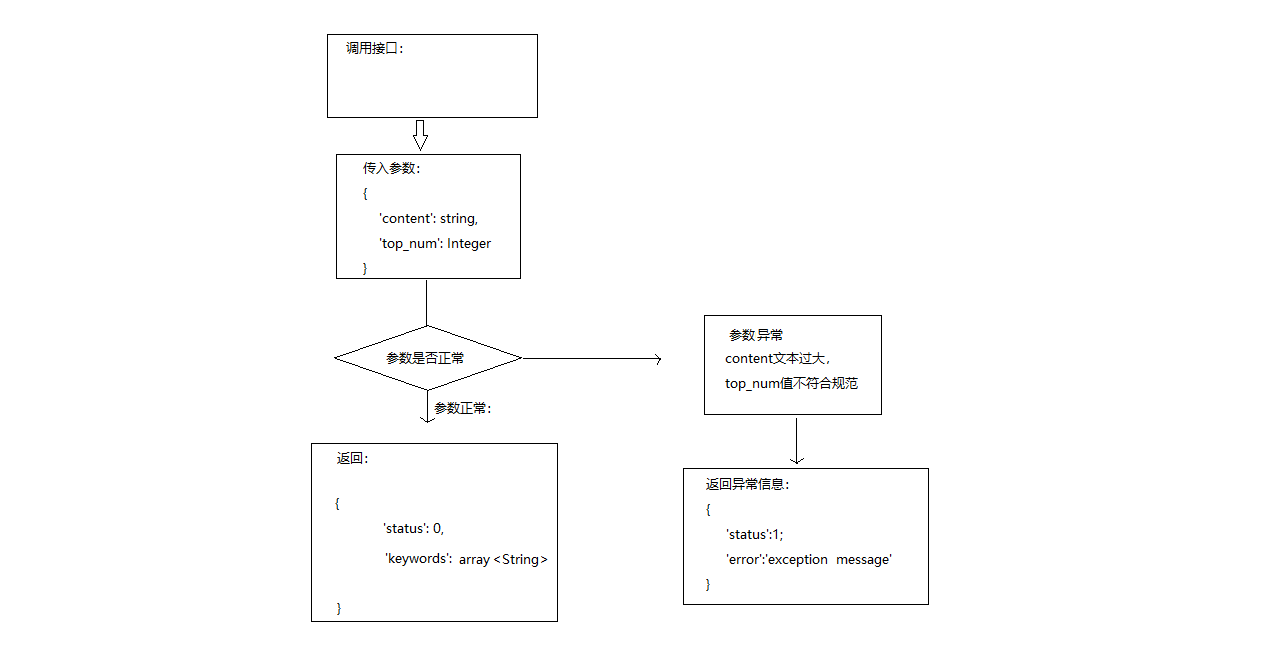 调用接口：
传入参数：
{
'content': string,
'top_num': Integer
}
参数是否正常
参数正常：
返回：
{
'status': 0,
'keywords': array <String>
}
参数异常
content文本过大，
top_num值不符合规范
返回异常信息：
{
'status':1;
'error':'exception message'
}